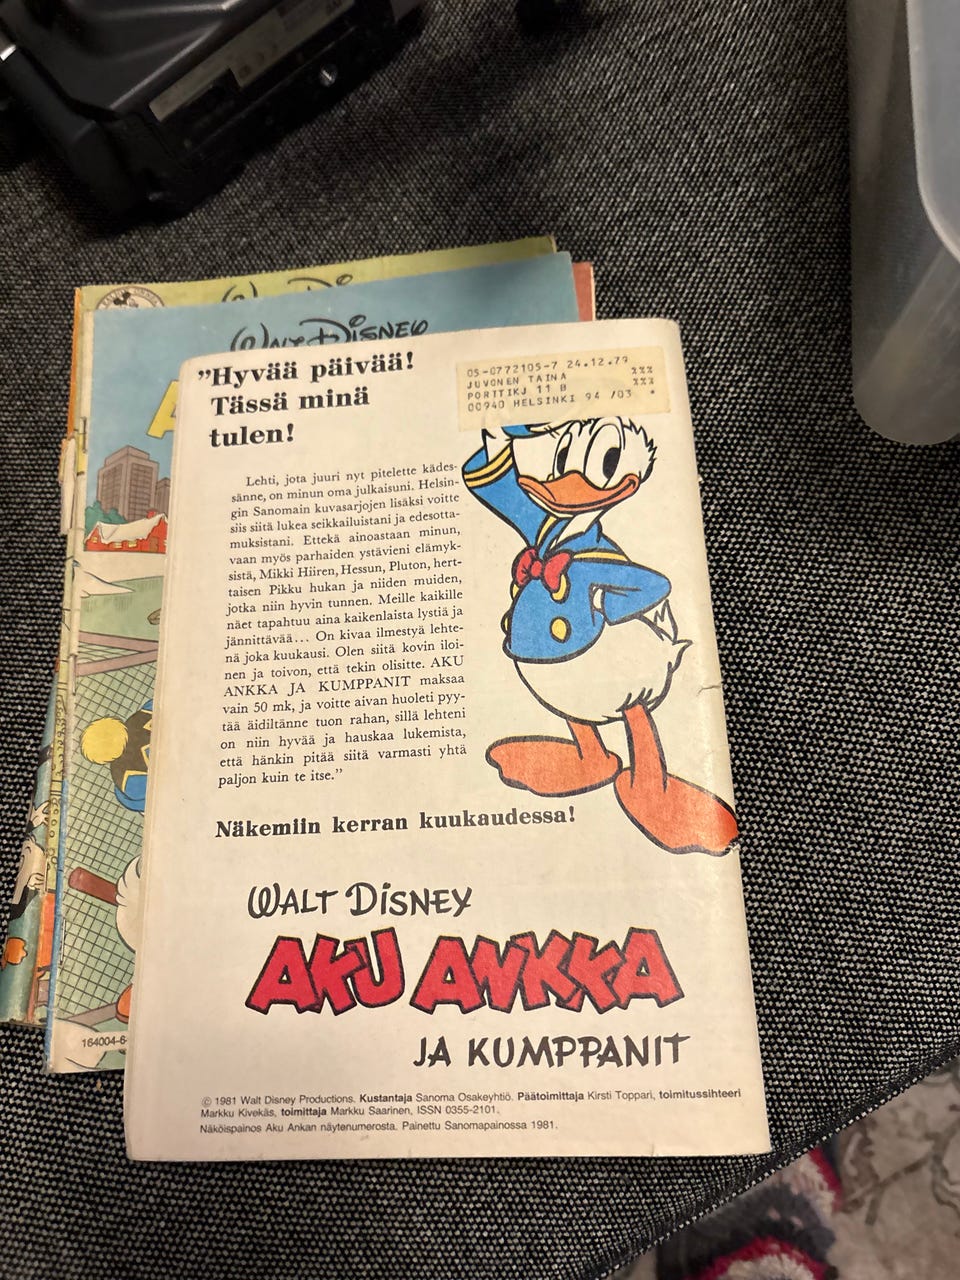 WALT DISNEY
"Hyvää päivää!
Tässä minä
tulen!
05-0772105-7 24.12.79
JUVONEN TAINA %%%
PORTTIKJ 11 B %%%
00940 HELSINKI 94 /03 *
Lehti, jota juuri nyt pitelette kädes-
sänne, on minun oma julkaisuni. Helsin-
gin Sanomain kuvasarjojen lisäksi voitte
siis siitä lukea seikkailuistani ja edesotta-
muksistani. Ettekä ainoastaan minun,
vaan myös parhaiden ystävieni elämyk-
sistä, Mikki Hiiren, Hessun, Pluton, hert-
taisen Pikku hukan ja niiden muiden,
jotka niin hyvin tunnen. Meille kaikille
näet tapahtuu aina kaikenlaista lystiä ja
jännittävää... On kivaa ilmestyä lehte-
nä joka kuukausi. Olen siitä kovin iloi-
nen ja toivon, että tekin olisitte. AKU
ANKKA JA KUMPPANIT maksaa
vain 50 mk, ja voitte aivan huoleti pyy-
tää äidiltänne tuon rahan, sillä lehteni
on niin hyvää ja hauskaa lukemista,
että hänkin pitää siitä varmasti yhtä
paljon kuin te itse."
Näkemiin kerran kuukaudessa!
WALT DISNEY
AKU ANKKA
JA KUMPPANIT
164004-6
© 1981 Walt Disney Productions. Kustantaja Sanoma Osakeyhtiö. Päätoimittaja Kirsti Toppari, toimitussihteeri
Markku Kivekäs, toimittaja Markku Saarinen, ISSN 0355-2101.
Näköispainos Aku Ankan näytenumerosta. Painettu Sanomapainossa 1981.